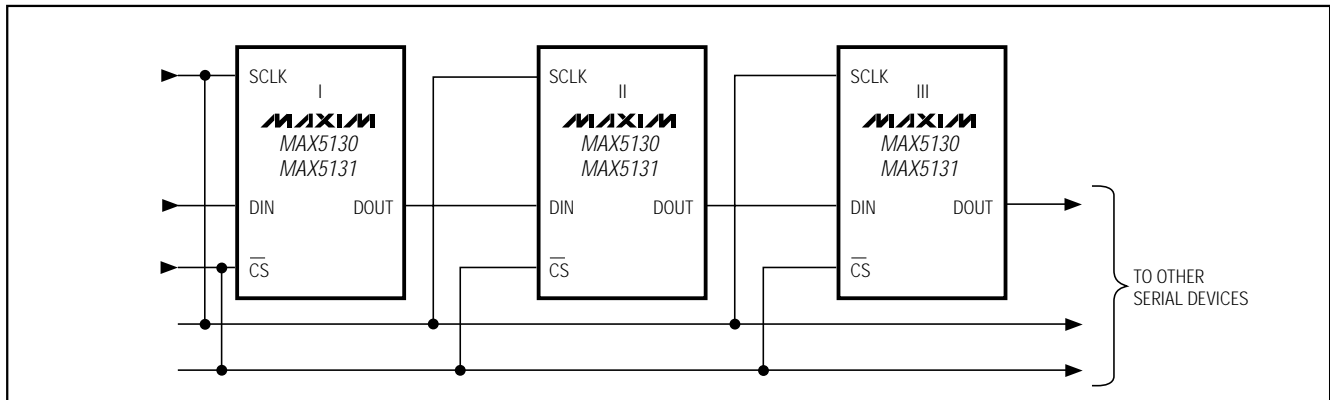 SCLK
I
MAXIM
MAX5130
MAX5131
DIN DOUT
CS
SCLK
II
MAXIM
MAX5130
MAX5131
DIN DOUT
CS
SCLK
III
MAXIM
MAX5130
MAX5131
DIN DOUT
CS
TO OTHER
SERIAL DEVICES